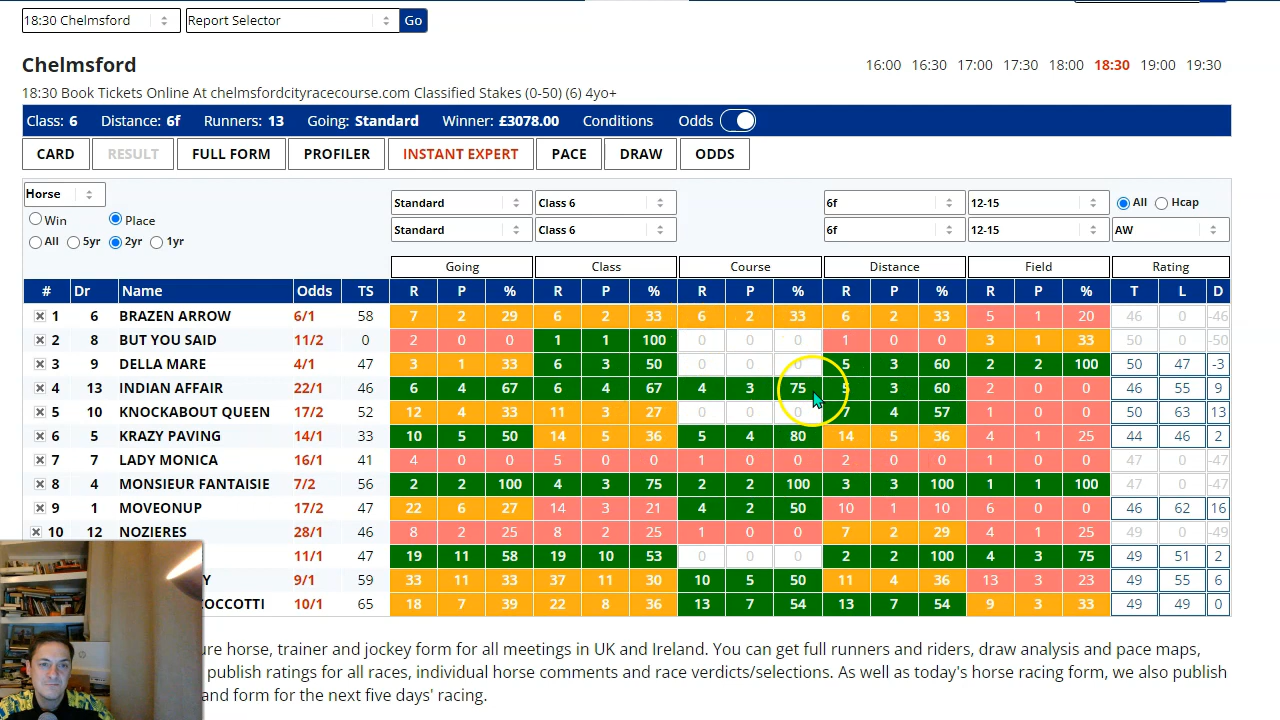 18:30 Chelmsford Report Selector Go
Chelmsford 16:00 16:30 17:00 17:30 18:00 18:30 19:00 19:30
18:30 Book Tickets Online At chelmsfordcityracecourse.com Classified Stakes (0-50) (6) 4yo+
Class: 6 Distance: 6f Runners: 13 Going: Standard Winner: £3078.00 Conditions Odds
CARD RESULT FULL FORM PROFILER INSTANT EXPERT PACE DRAW ODDS
Horse Standard Class 6 6f 12-15 All Hcap
Win Place Standard Class 6 6f 12-15 AW
All 5yr 2yr 1yr
Going Class Course Distance Field Rating
# Dr Name Odds TS R P % R P % R P % R P % R P % T L D
1 6 BRAZEN ARROW 6/1 58 7 2 29 6 2 33 6 2 33 6 2 33 5 1 20 46 0 -46
2 8 BUT YOU SAID 11/2 0 2 0 0 1 1 100 0 0 0 1 0 0 3 1 33 50 0 -50
3 9 DELLA MARE 4/1 47 3 1 33 6 3 50 0 0 0 5 3 60 2 2 100 50 47 -3
4 13 INDIAN AFFAIR 22/1 46 6 4 67 6 4 67 4 3 75 5 3 60 2 0 0 46 55 9
5 10 KNOCKABOUT QUEEN 17/2 52 12 4 33 11 3 27 0 0 0 7 4 57 1 0 0 50 63 13
6 5 KRAZY PAVING 14/1 33 10 5 50 14 5 36 5 4 80 14 5 36 4 1 25 44 46 2
7 7 LADY MONICA 16/1 41 4 0 0 5 0 0 1 0 0 2 0 0 1 0 0 47 0 -47
8 4 MONSIEUR FANTAISIE 7/2 56 2 2 100 4 3 75 2 2 100 3 3 100 1 1 100 47 0 -47
9 1 MOVEONUP 17/2 47 22 6 27 14 3 21 4 2 50 10 1 10 6 0 0 46 62 16
10 12 NOZIERES 28/1 46 8 2 25 8 2 25 1 0 0 7 2 29 4 1 25 49 0 -49
11/1 47 19 11 58 19 10 53 0 0 0 2 2 100 4 3 75 49 51 2
Y 9/1 59 33 11 33 37 11 30 10 5 50 11 4 36 13 3 23 49 55 6
OCCOTTI 10/1 65 18 7 39 22 8 36 13 7 54 13 7 54 9 3 33 49 49 0
ure horse, trainer and jockey form for all meetings in UK and Ireland. You can get full runners and riders, draw analysis and pace maps,
publish ratings for all races, individual horse comments and race verdicts/selections. As well as today's horse racing form, we also publish
and form for the next five days' racing.